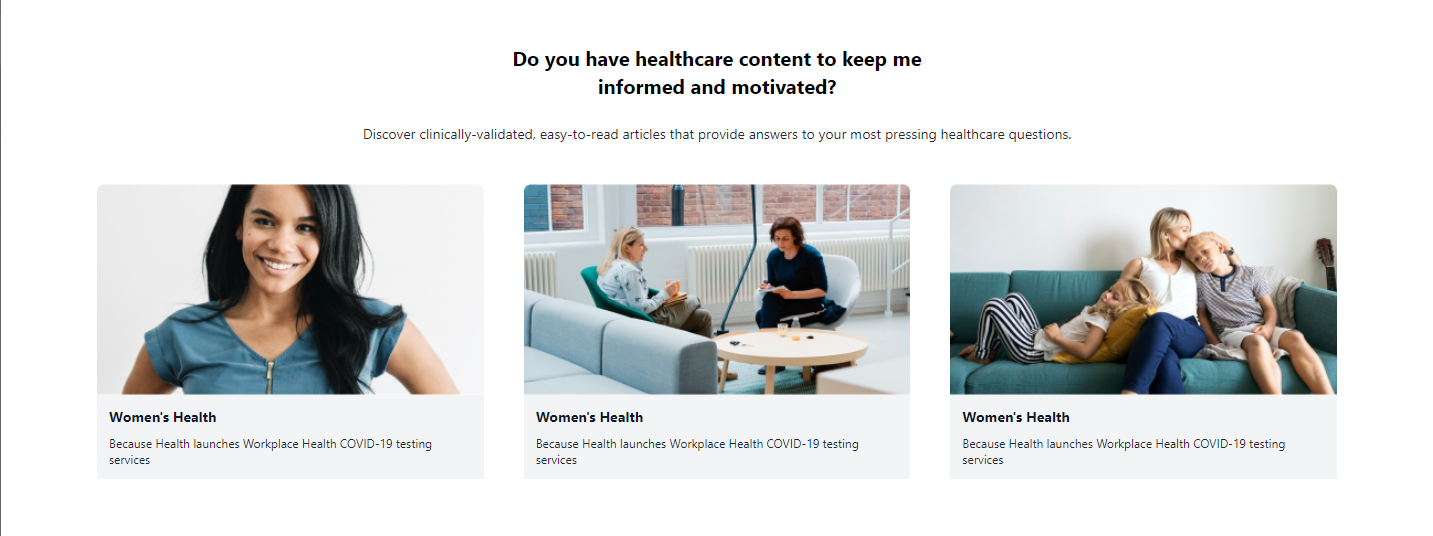 Do you have healthcare content to keep me
informed and motivated?
Discover clinically-validated, easy-to-read articles that provide answers to your most pressing healthcare questions.
Women's Health
Because Health launches Workplace Health COVID-19 testing
services
Women's Health
Because Health launches Workplace Health COVID-19 testing
services
Women's Health
Because Health launches Workplace Health COVID-19 testing
services